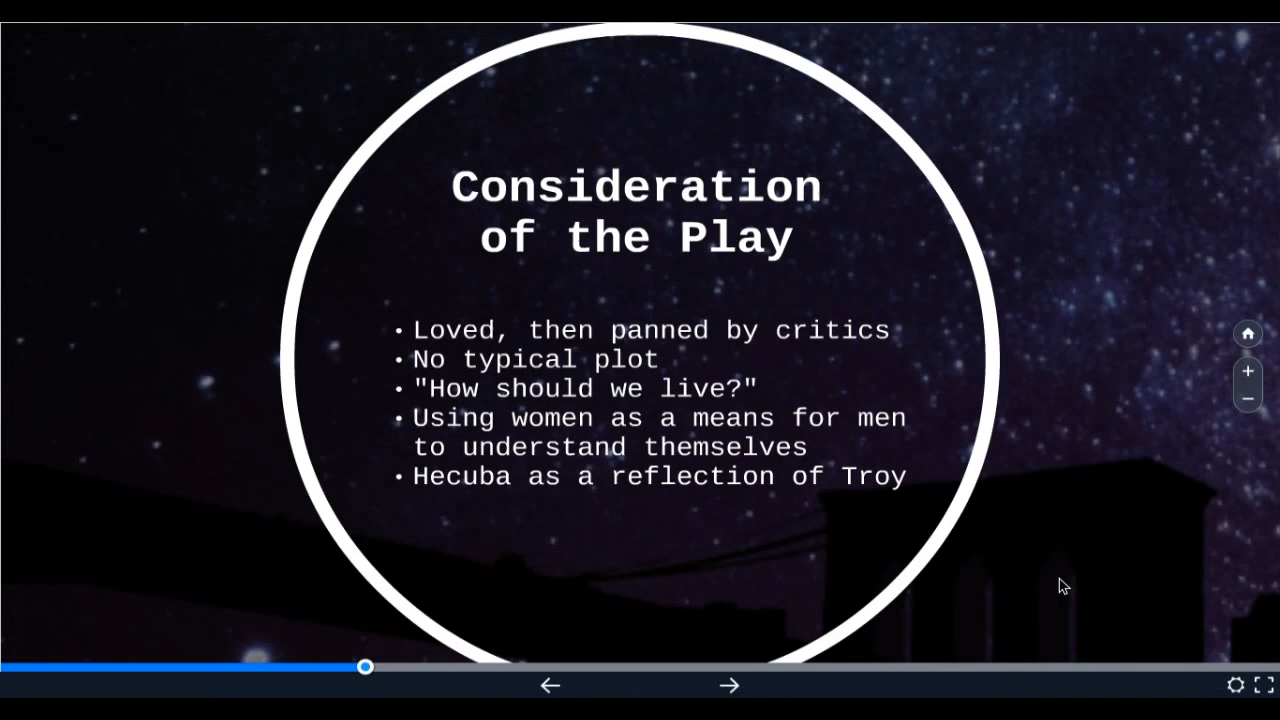 Consideration
of the Play
• Loved, then panned by critics
• No typical plot
• "How should we live?"
• Using women as a means for men
to understand themselves
• Hecuba as a reflection of Troy